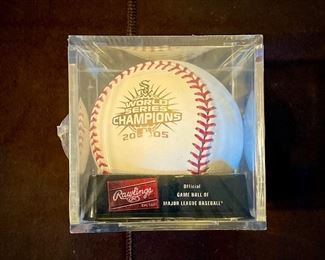 SOX
WORLD
SERIES
CHAMPIONS
2005
Rawlings
Official
GAME BALL OF
MAJOR LEAGUE BASEBALL